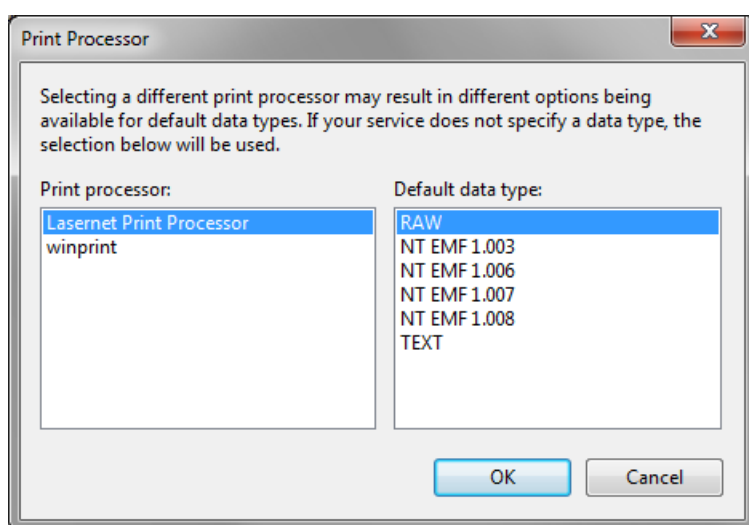 Print Processor
Selecting a different print processor may result in different options being
available for default data types. If your service does not specify a data type, the
selection below will be used.
Print processor:
Lasernet Print Processor
winprint
Default data type:
RAW
NT EMF 1.003
NT EMF 1.006
NT EMF 1.007
NT EMF 1.008
TEXT
OK
Cancel